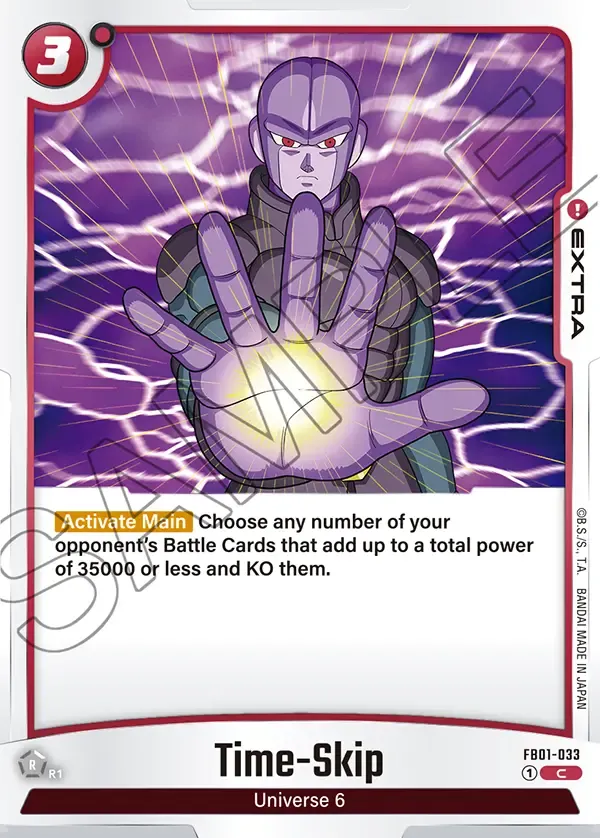 3
! EXTRA
SAMPLE
Activate Main Choose any number of your
opponent's Battle Cards that add up to a total power
of 35000 or less and KO them.
©B.S./S., T.A. BANDAI MADE IN JAPAN
R R1
Time-Skip
FB01-033
1 C
Universe 6